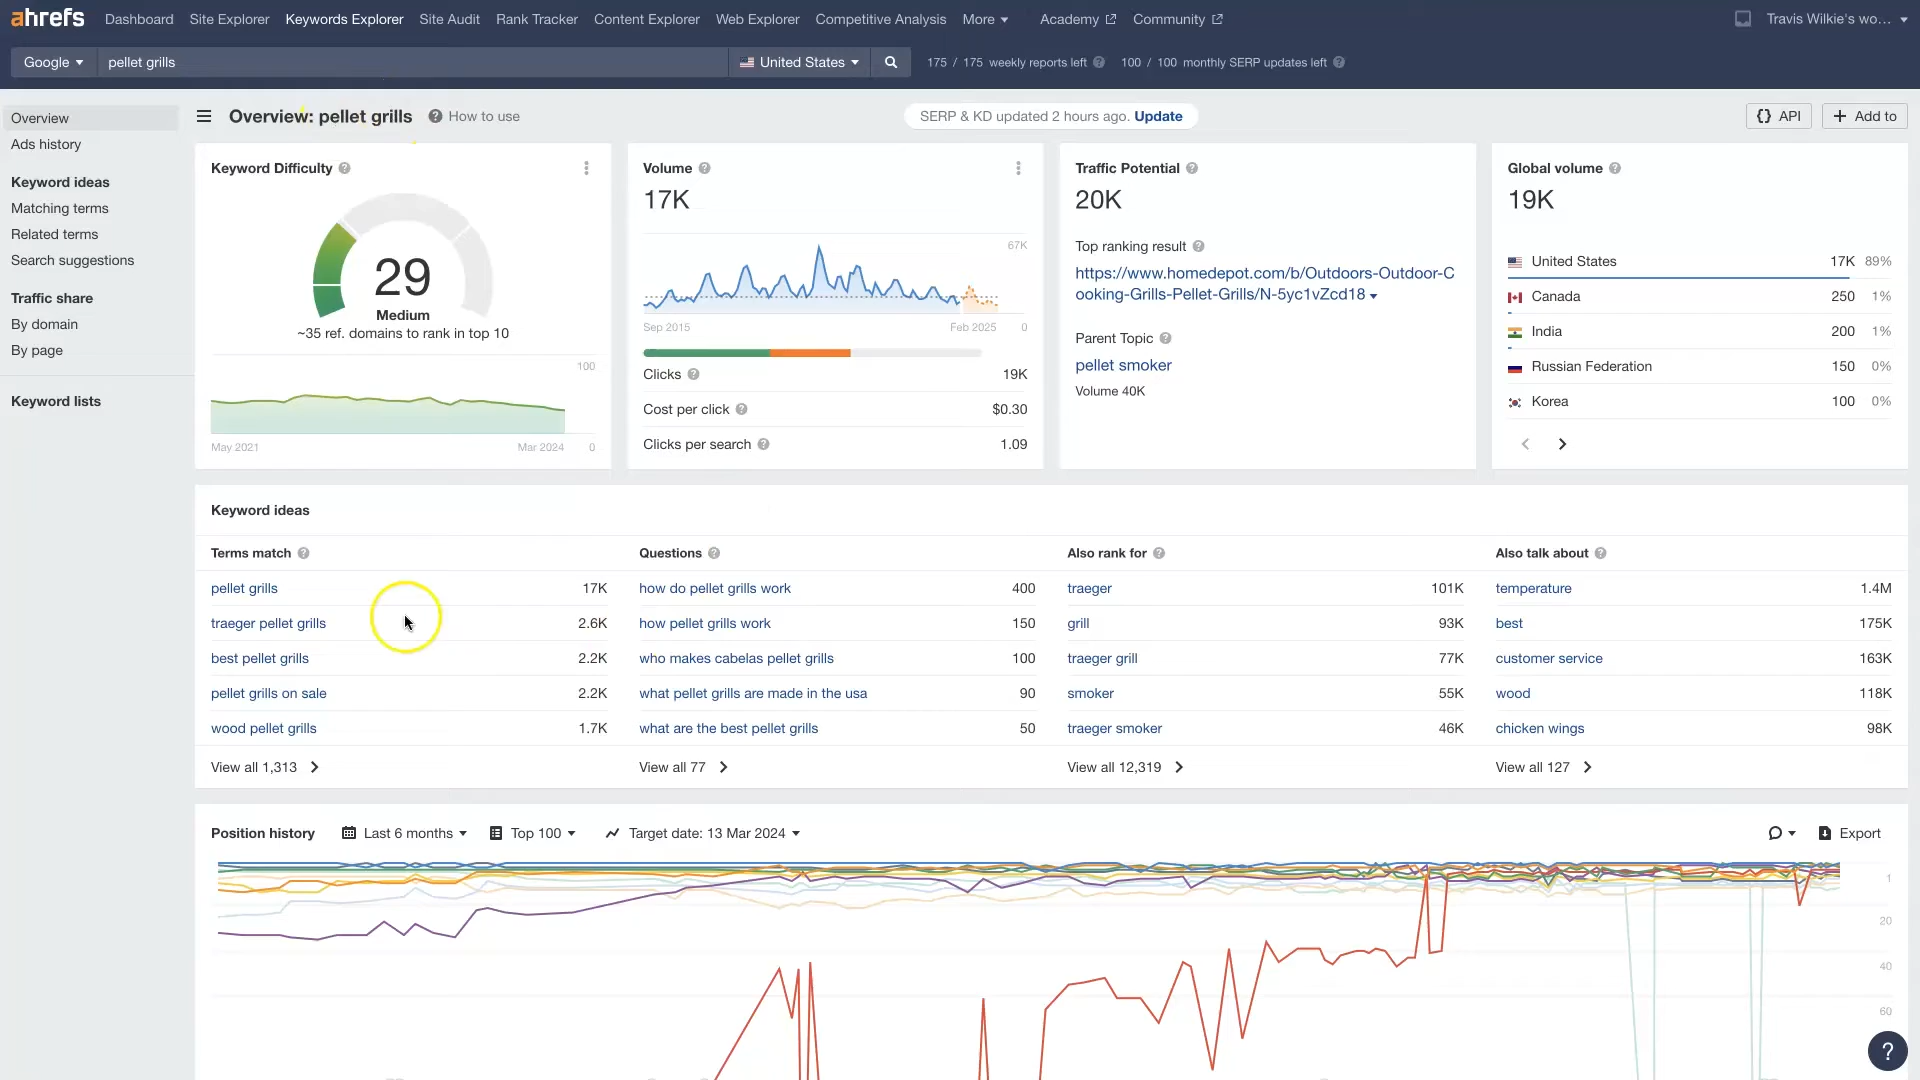 ahrefs Dashboard Site Explorer Keywords Explorer Site Audit Rank Tracker Content Explorer Web Explorer Competitive Analysis More Academy Community Travis Wilkie's wo...
Google pellet grills United States 175 / 175 weekly reports left 100 / 100 monthly SERP updates left
Overview
Ads history
Keyword ideas
Matching terms
Related terms
Search suggestions
Traffic share
By domain
By page
Keyword lists
Overview: pellet grills How to use SERP & KD updated 2 hours ago. Update {} API + Add to
Keyword Difficulty
29
Medium
~35 ref. domains to rank in top 10
100
May 2021 Mar 2024 0
Volume
17K
67K
Sep 2015 Feb 2025 0
Clicks 19K
Cost per click $0.30
Clicks per search 1.09
Traffic Potential
20K
Top ranking result
https://www.homedepot.com/b/Outdoors-Outdoor-C
ooking-Grills-Pellet-Grills/N-5yc1vZcd18
Parent Topic
pellet smoker
Volume 40K
Global volume
19K
United States 17K 89%
Canada 250 1%
India 200 1%
Russian Federation 150 0%
Korea 100 0%
Keyword ideas
Terms match
pellet grills 17K
traeger pellet grills 2.6K
best pellet grills 2.2K
pellet grills on sale 2.2K
wood pellet grills 1.7K
View all 1,313
Questions
how do pellet grills work 400
how pellet grills work 150
who makes cabelas pellet grills 100
what pellet grills are made in the usa 90
what are the best pellet grills 50
View all 77
Also rank for
traeger 101K
grill 93K
traeger grill 77K
smoker 55K
traeger smoker 46K
View all 12,319
Also talk about
temperature 1.4M
best 175K
customer service 163K
wood 118K
chicken wings 98K
View all 127
Position history Last 6 months Top 100 Target date: 13 Mar 2024 Export
1
20
40
60
?